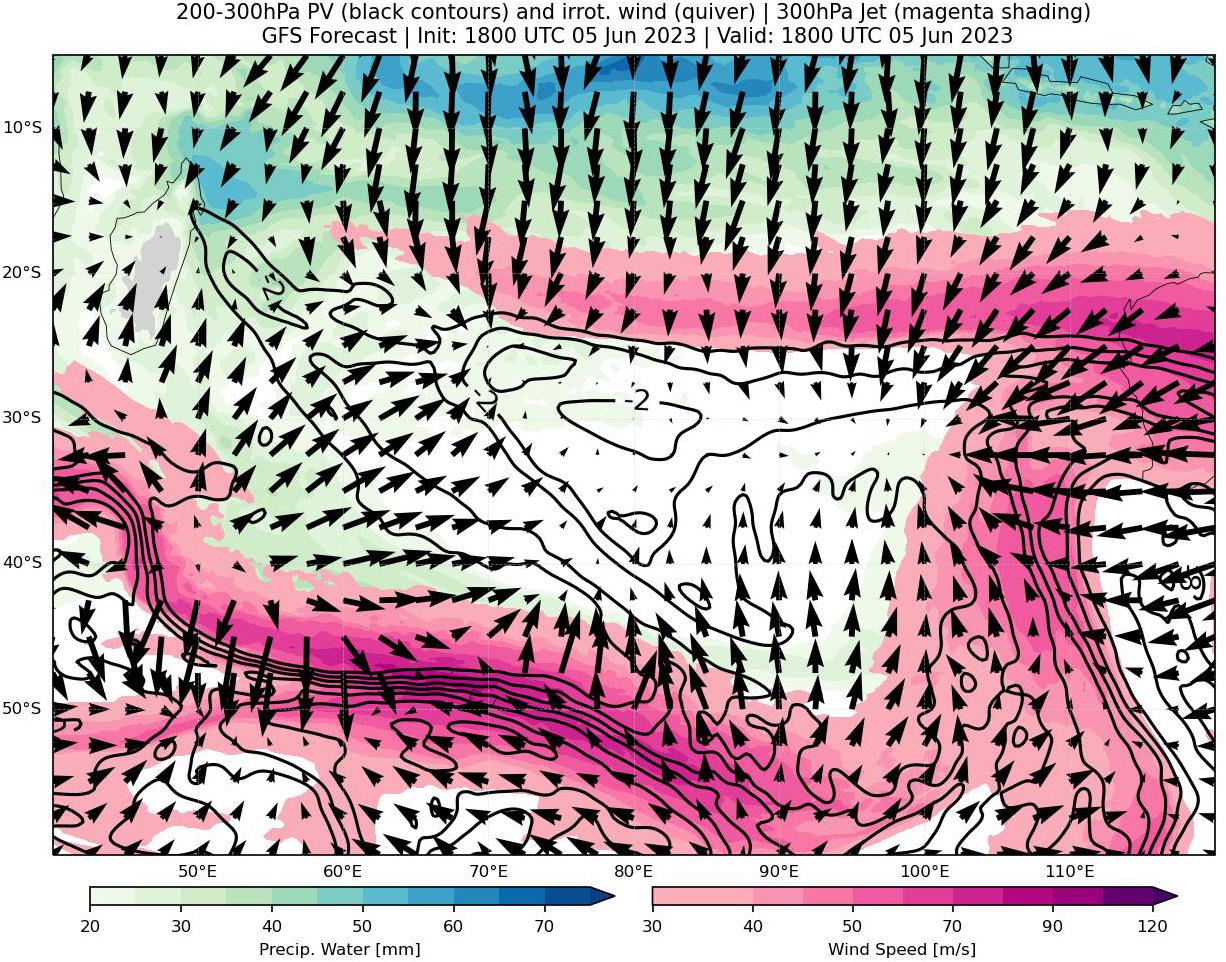 200-300hPa PV (black contours) and irrot. wind (quiver) | 300hPa Jet (magenta shading)
GFS Forecast | Init: 1800 UTC 05 Jun 2023 | Valid: 1800 UTC 05 Jun 2023
10°S
20°S
-2
30°S
-2
-2
0
40°S
-8
50°S
50°E 60°E 70°E 80°E 90°E 100°E 110°E
20 30 40 50 60 70
30 40 50 70 90 120
Precip. Water [mm]
Wind Speed [m/s]